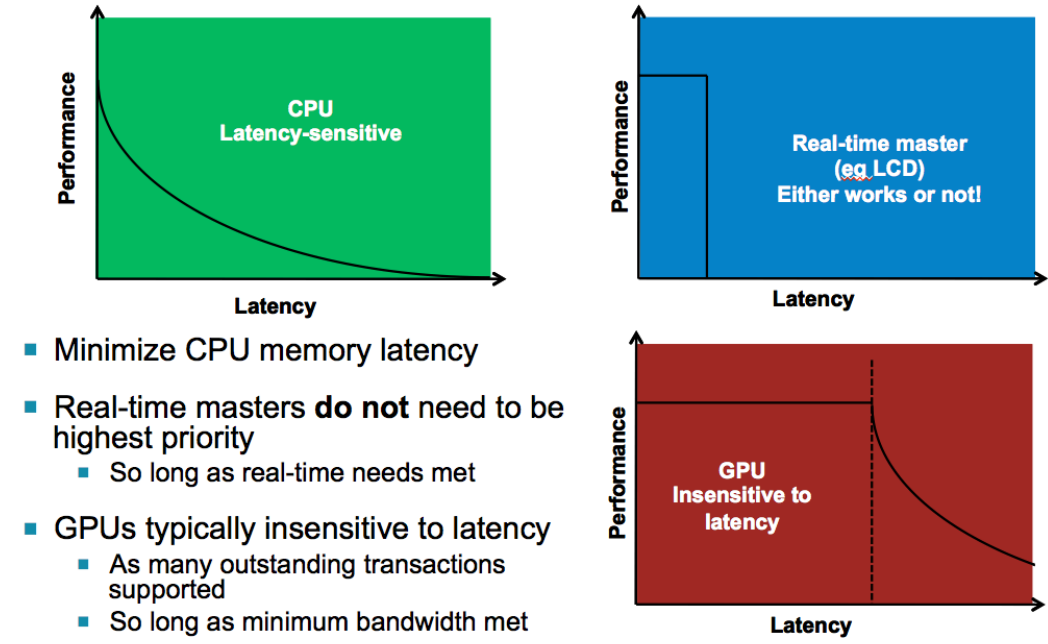 Performance
CPU
Latency-sensitive
Latency
Performance
Real-time master
(eg LCD)
Either works or not!
Latency
■ Minimize CPU memory latency
■ Real-time masters do not need to be
highest priority
■ So long as real-time needs met
■ GPUs typically insensitive to latency
■ As many outstanding transactions
supported
■ So long as minimum bandwidth met
Performance
GPU
Insensitive to
latency
Latency